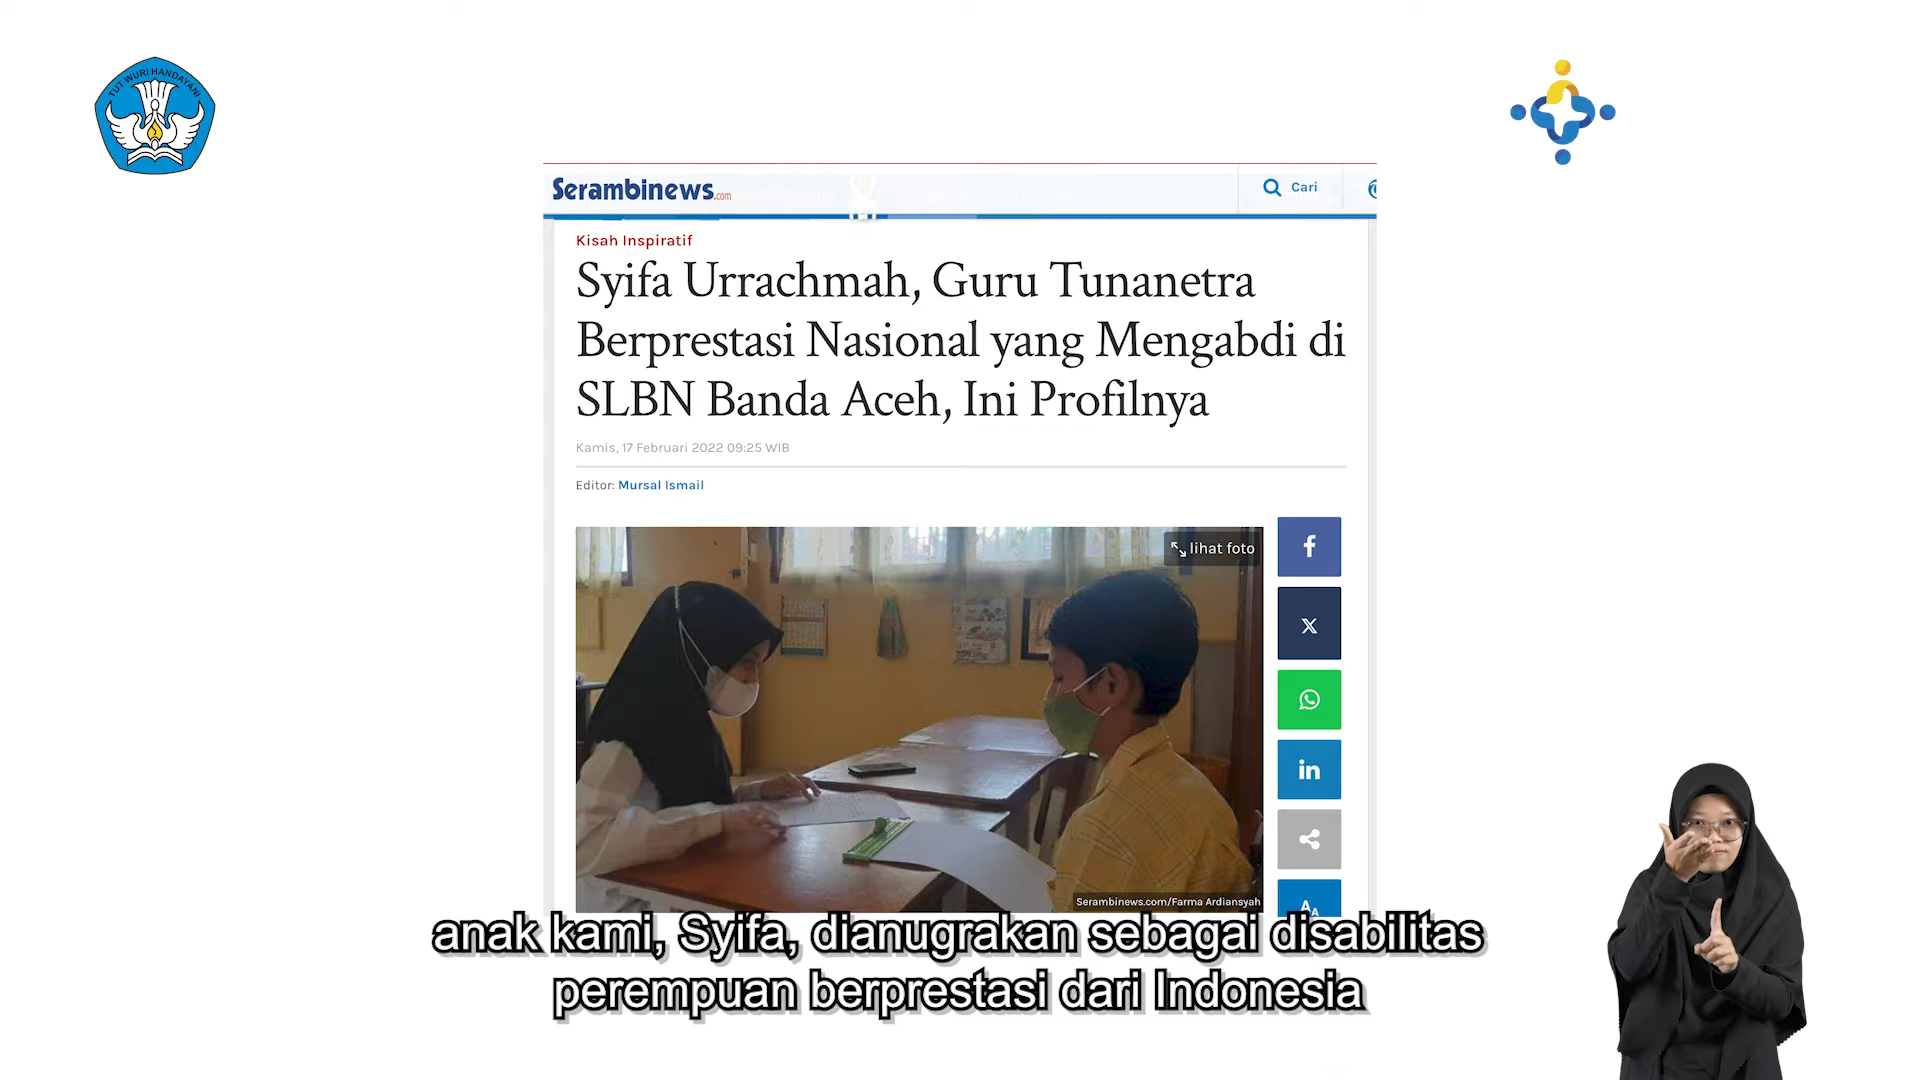 TUT WURI HANDAYANI
Serambinews.com
Cari
Kisah Inspiratif
Syifa Urrachmah, Guru Tunanetra
Berprestasi Nasional yang Mengabdi di
SLBN Banda Aceh, Ini Profilnya
Kamis, 17 Februari 2022 09:25 WIB
Editor: Mursal Ismail
lihat foto
f
X
in
Serambinews.com/Farma Ardiansyah
AA
anak kami, Syifa, dianugrakan sebagai disabilitas
perempuan berprestasi dari Indonesia